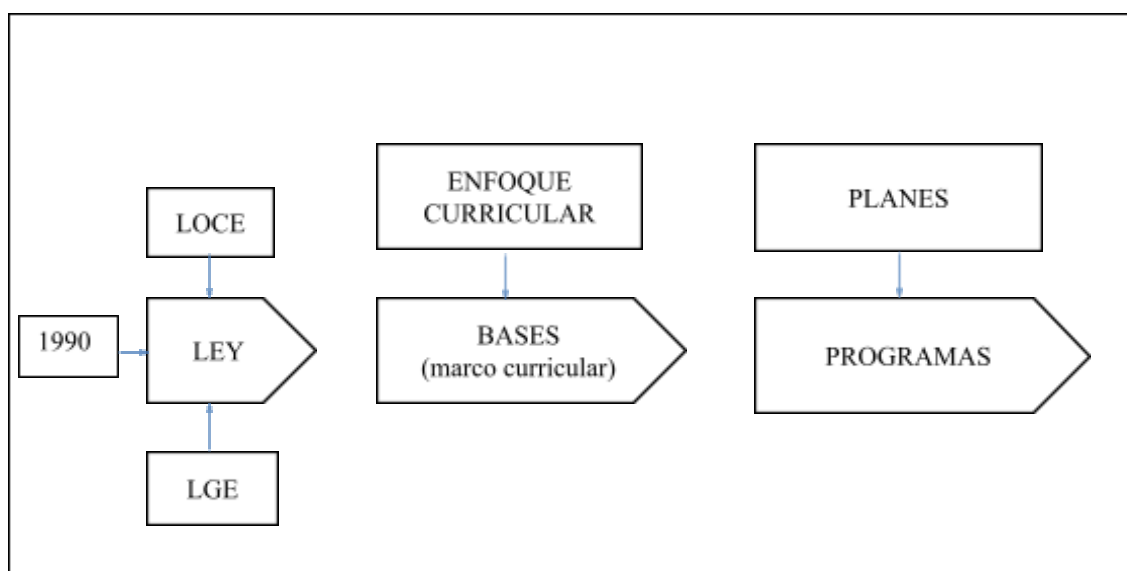 LOCE
1990
LEY
LGE
ENFOQUE
CURRICULAR
BASES
(marco curricular)
PLANES
PROGRAMAS